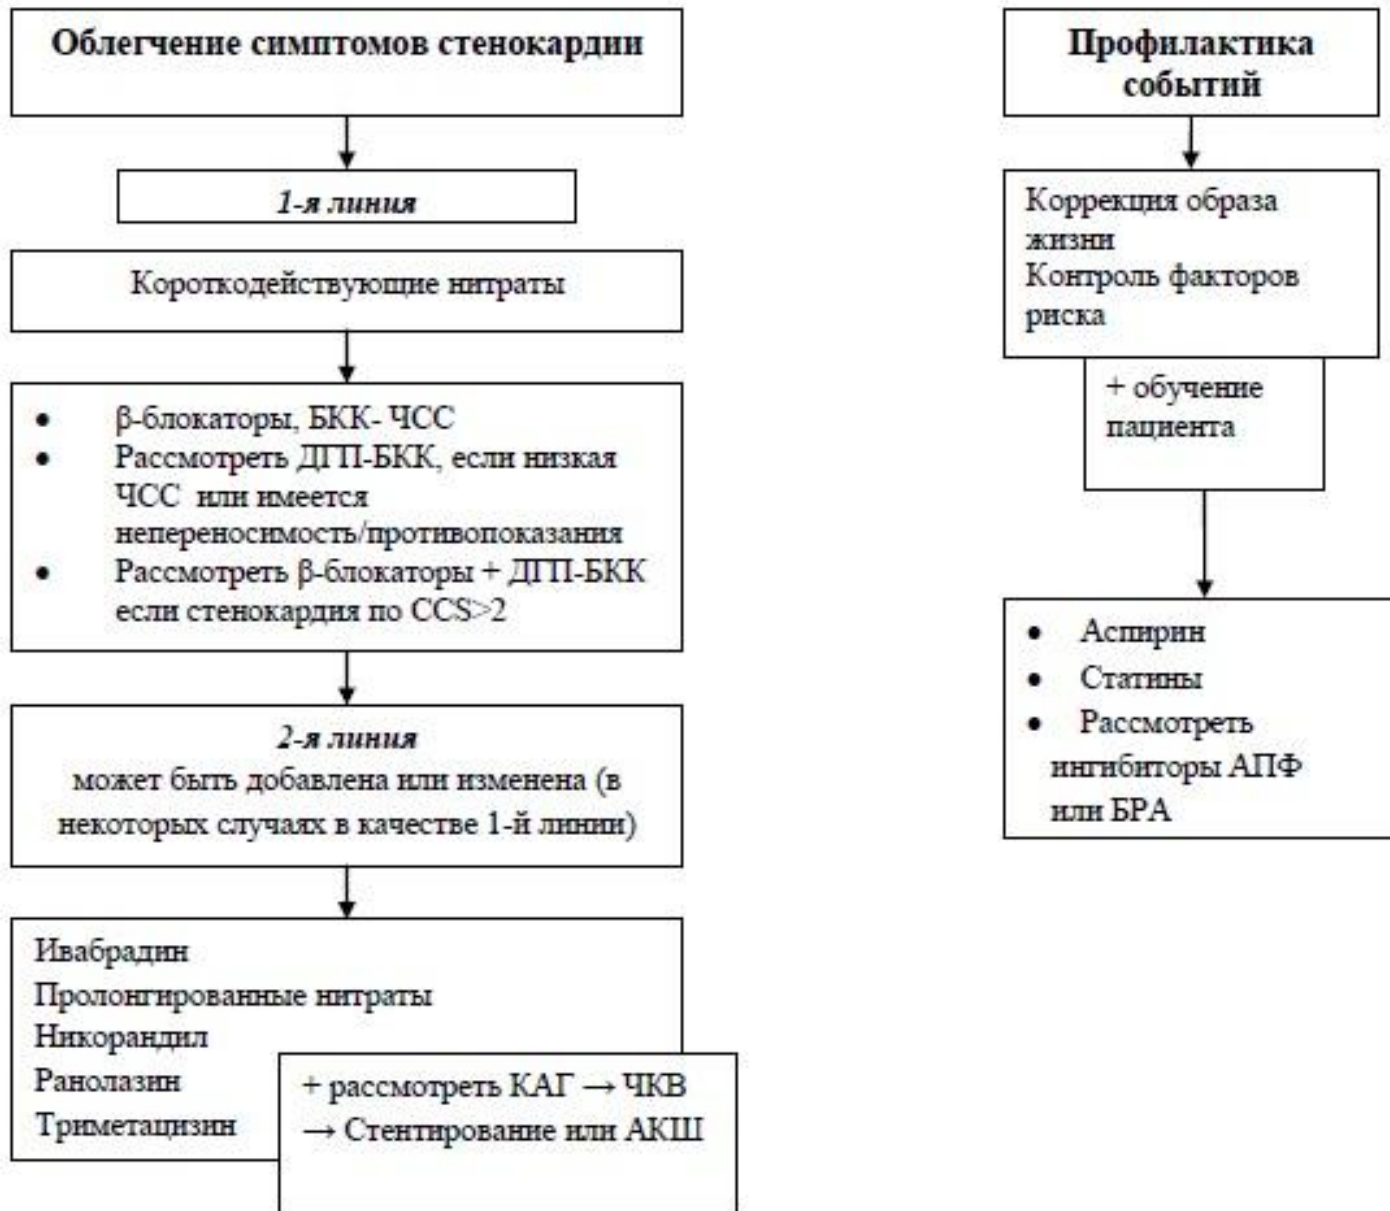 Облегчение симптомов стенокардии
1-я линия
Короткодействующие нитраты
• β-блокаторы, БКК- ЧСС
• Рассмотреть ДГП-БКК, если низкая
ЧСС или имеется
непереносимость/противопоказания
• Рассмотреть β-блокаторы + ДГП-БКК
если стенокардия по CCS>2
2-я линия
может быть добавлена или изменена (в
некоторых случаях в качестве 1-й линии)
Ивабрадин
Пролонгированные нитраты
Никорандил
Ранолазин
Триметацизин
+ рассмотреть КАГ → ЧКВ
→ Стентирование или АКШ
Профилактика
событий
Коррекция образа
жизни
Контроль факторов
риска
+ обучение
пациента
• Аспирин
• Статины
• Рассмотреть
ингибиторы АПФ
или БРА